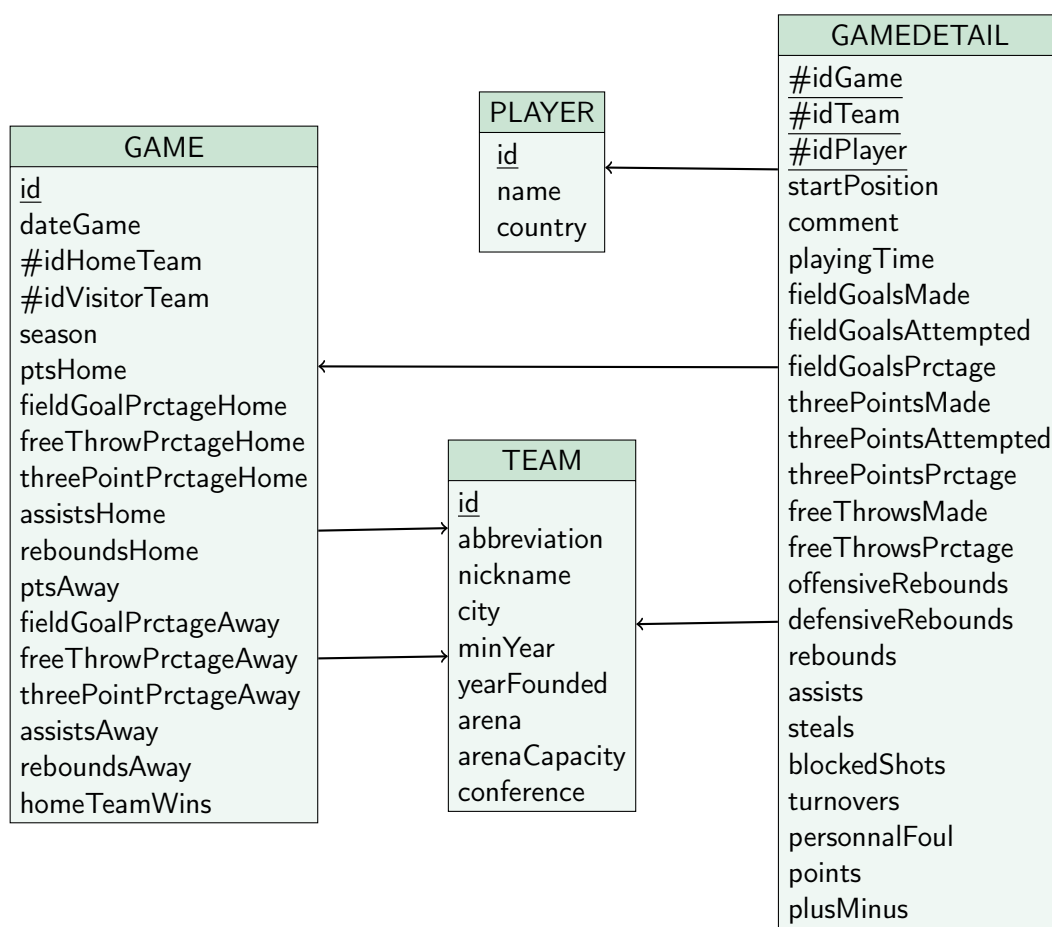 GAME
id
dateGame
#idHomeTeam
#idVisitorTeam
season
ptsHome
fieldGoalPrctageHome
freeThrowPrctageHome
threePointPrctageHome
assistsHome
reboundsHome
ptsAway
fieldGoalPrctageAway
freeThrowPrctageAway
threePointPrctageAway
assistsAway
reboundsAway
homeTeamWins
PLAYER
id
name
country
TEAM
id
abbreviation
nickname
city
minYear
yearFounded
arena
arenaCapacity
conference
GAMEDETAIL
#idGame
#idTeam
#idPlayer
startPosition
comment
playingTime
fieldGoalsMade
fieldGoalsAttempted
fieldGoalsPrctage
threePointsMade
threePointsAttempted
threePointsPrctage
freeThrowsMade
freeThrowsPrctage
offensiveRebounds
defensiveRebounds
rebounds
assists
steals
blockedShots
turnovers
personnalFoul
points
plusMinus